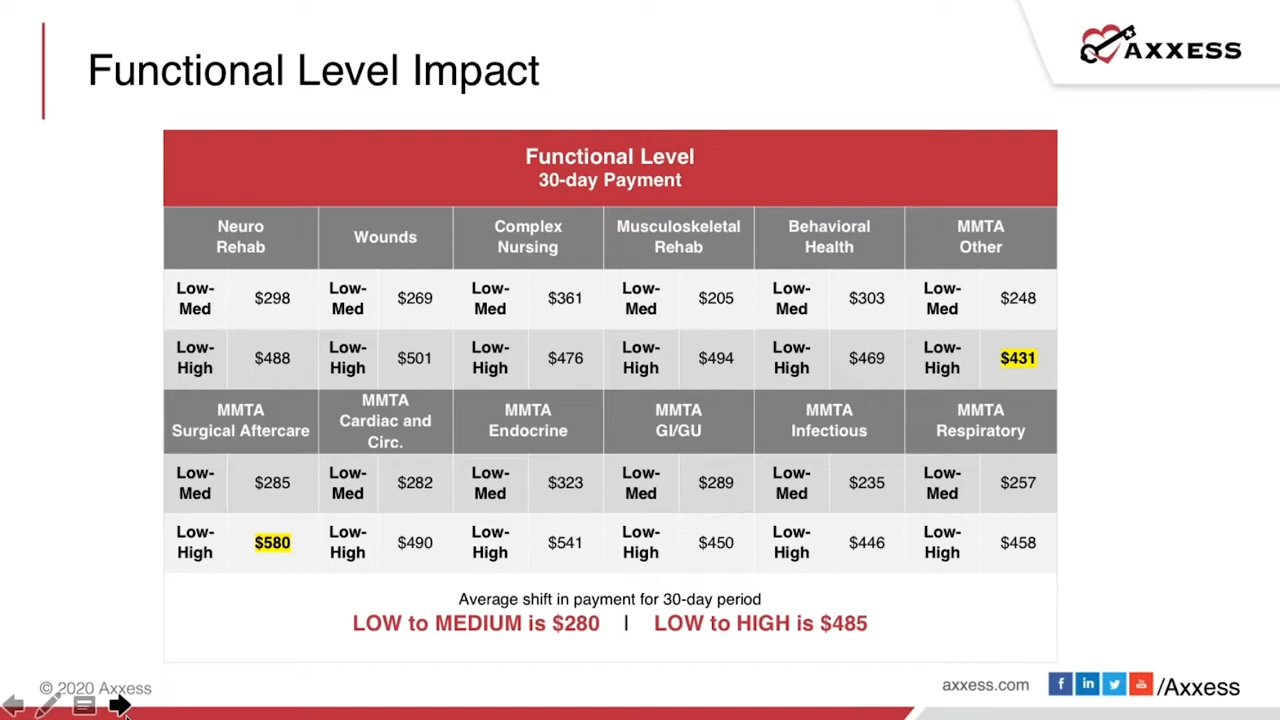 Functional Level Impact
AXXESS
Functional Level
30-day Payment
Neuro
Rehab
Wounds
Complex
Nursing
Musculoskeletal
Rehab
Behavioral
Health
MMTA
Other
Low-
Med
$298
Low-
Med
$269
Low-
Med
$361
Low-
Med
$205
Low-
Med
$303
Low-
Med
$248
Low-
High
$488
Low-
High
$501
Low-
High
$476
Low-
High
$494
Low-
High
$469
Low-
High
$431
MMTA
Surgical Aftercare
MMTA
Cardiac and
Circ.
MMTA
Endocrine
MMTA
GI/GU
MMTA
Infectious
MMTA
Respiratory
Low-
Med
$285
Low-
Med
$282
Low-
Med
$323
Low-
Med
$289
Low-
Med
$235
Low-
Med
$257
Low-
High
$580
Low-
High
$490
Low-
High
$541
Low-
High
$450
Low-
High
$446
Low-
High
$458
Average shift in payment for 30-day period
LOW to MEDIUM is $280 | LOW to HIGH is $485
© 2020 Axxess
axxess.com
/Axxess